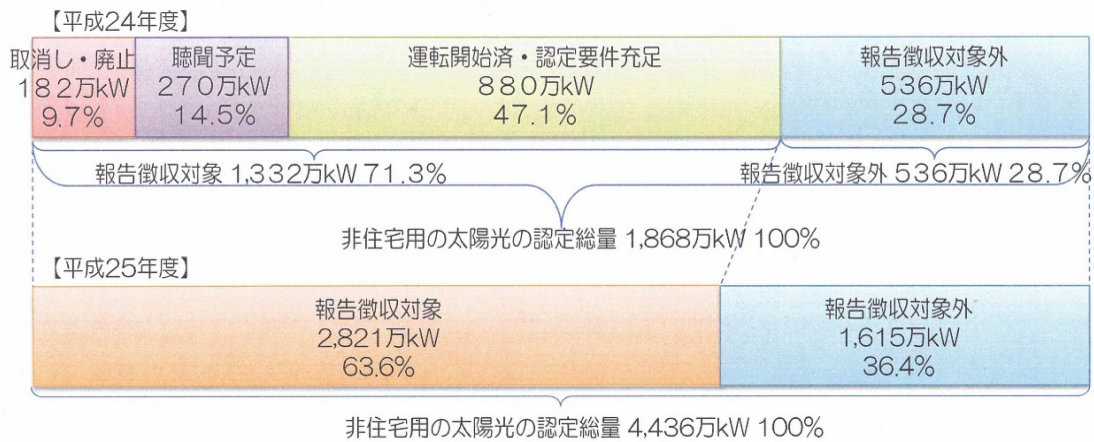 【平成24年度】
取消し・廃止
182万kW
9.7%
聴聞予定
270万kW
14.5%
運転開始済・認定要件充足
880万kW
47.1%
報告徴収対象外
536万kW
28.7%
報告徴収対象 1,332万kW 71.3%
報告徴収対象外 536万kW 28.7%
非住宅用の太陽光の認定総量 1,868万kW 100%
【平成25年度】
報告徴収対象
2,821万kW
63.6%
報告徴収対象外
1,615万kW
36.4%
非住宅用の太陽光の認定総量 4,436万kW 100%